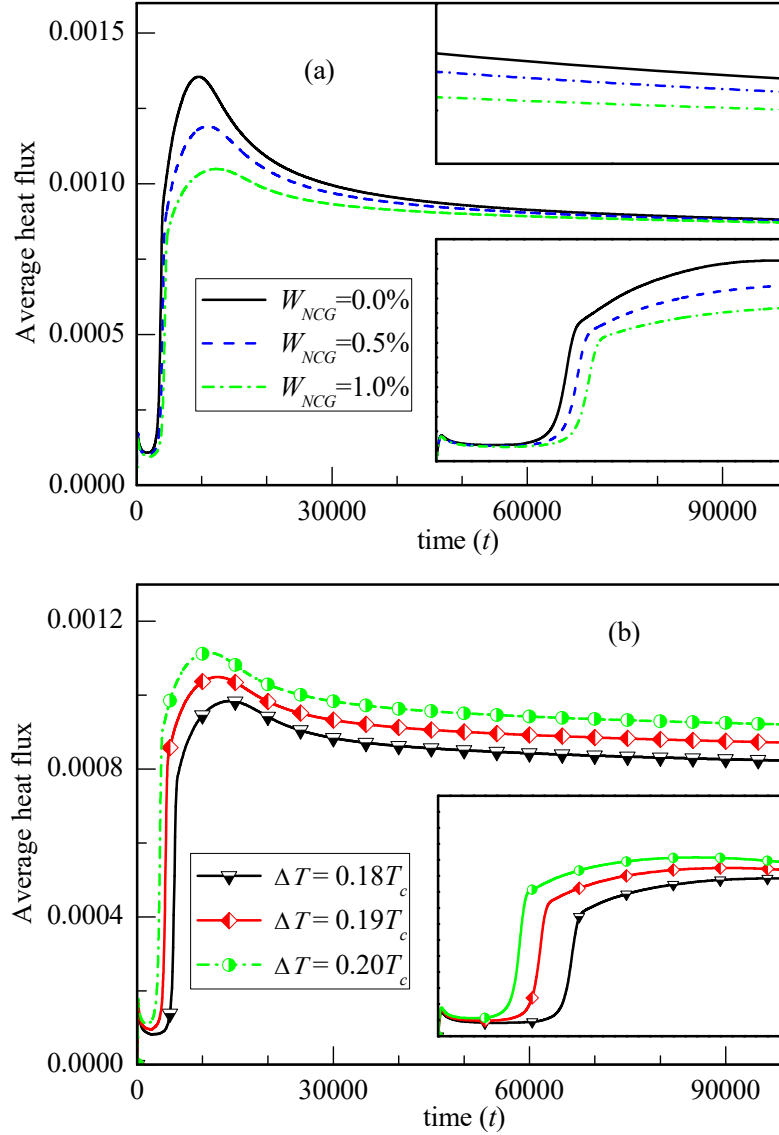 0.0015
(a)
0.0010
Average heat flux
W_NCG=0.0%
0.0005
W_NCG=0.5%
W_NCG=1.0%
0.0000
0 30000 60000 90000
time (t)
0.0012
(b)
0.0008
Average heat flux
ΔT = 0.18T_c
0.0004
ΔT = 0.19T_c
ΔT = 0.20T_c
0.0000
0 30000 60000 90000
time (t)